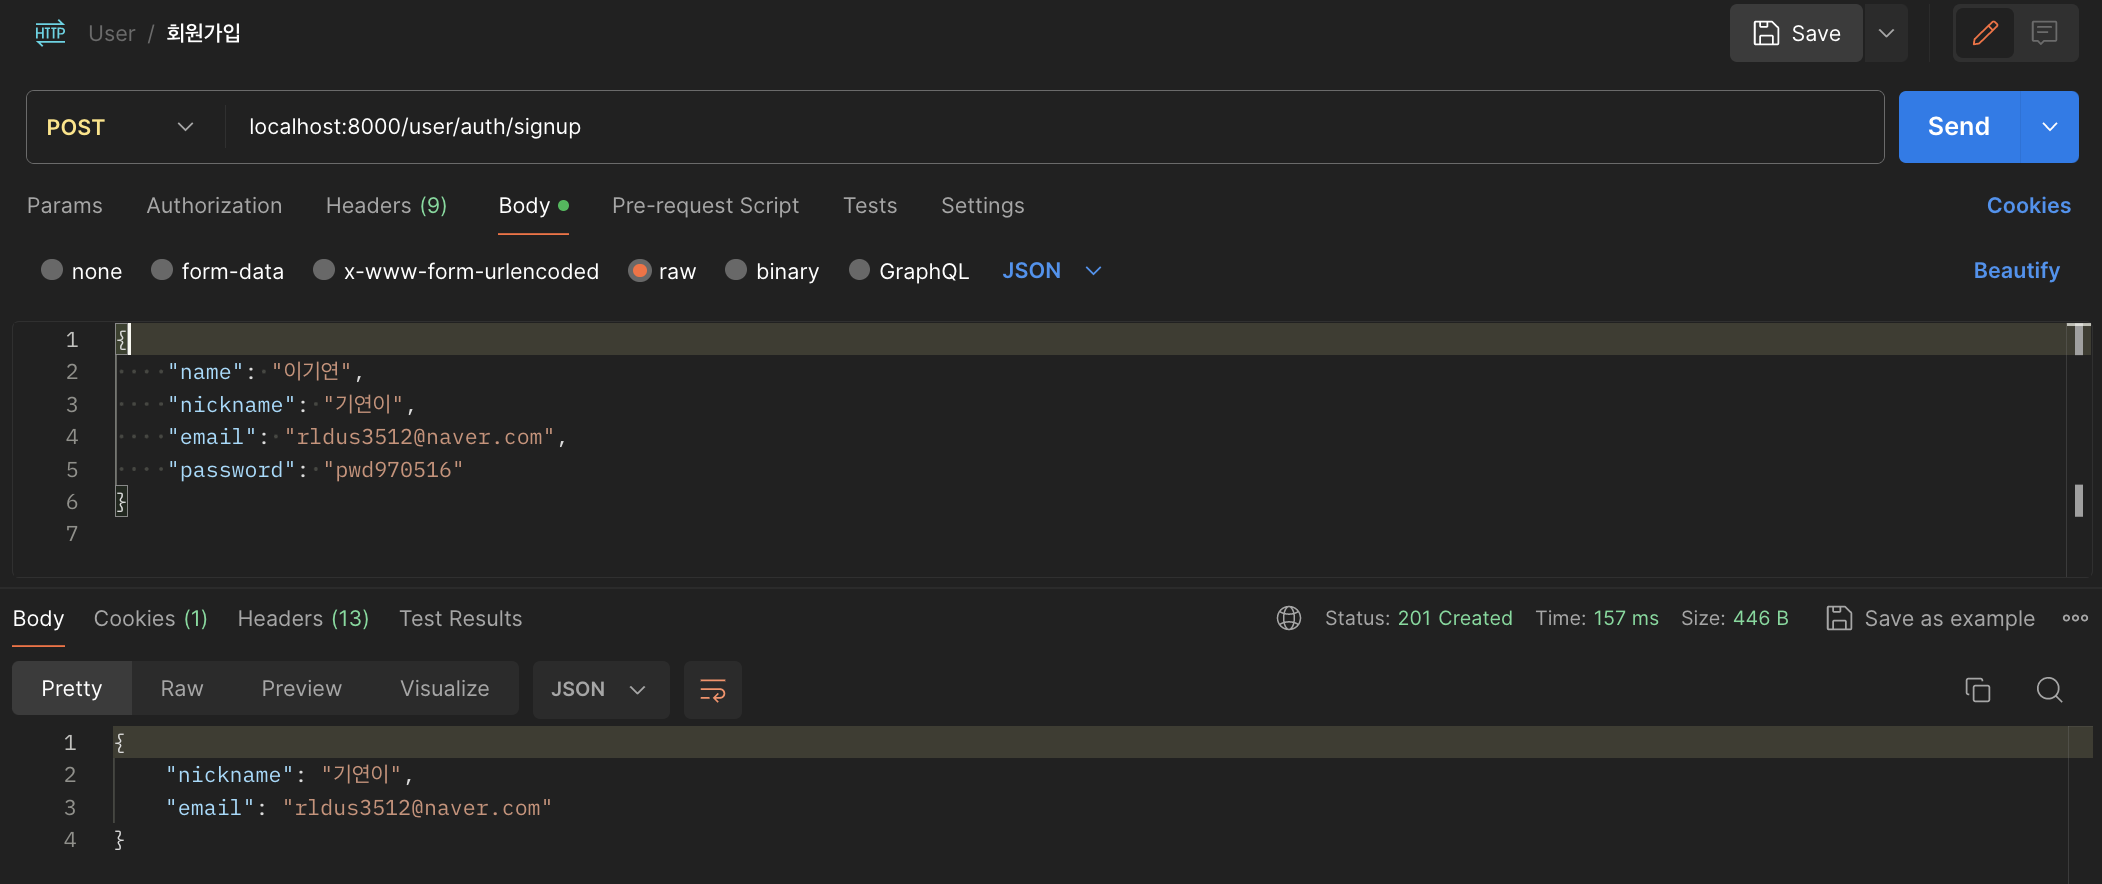 HTTP User / 회원가입 Save
POST localhost:8000/user/auth/signup Send
Params Authorization Headers (9) Body Pre-request Script Tests Settings Cookies
none form-data x-www-form-urlencoded raw binary GraphQL JSON Beautify
1 {
2 "name": "이기연",
3 "nickname": "기연이",
4 "email": "rldus3512@naver.com",
5 "password": "pwd970516"
6 }
7
Body Cookies (1) Headers (13) Test Results Status: 201 Created Time: 157 ms Size: 446 B Save as example
Pretty Raw Preview Visualize JSON
1 {
2 "nickname": "기연이",
3 "email": "rldus3512@naver.com"
4 }